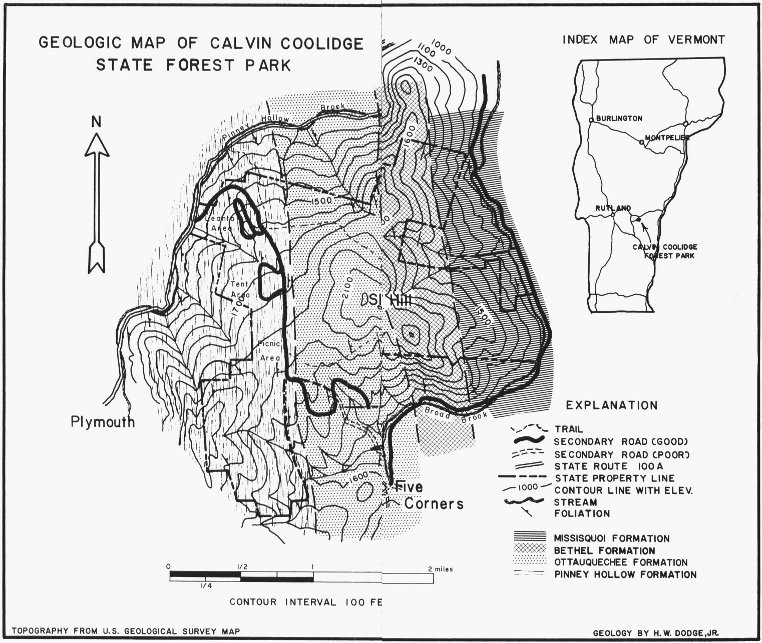 GEOLOGIC MAP OF CALVIN COOLIDGE
STATE FOREST PARK
INDEX MAP OF VERMONT
BURLINGTON
MONTPELIER
RUTLAND
CALVIN COOLIDGE
FOREST PARK
N
1000
1100
1300
1600
Pinney Hollow Brook
1500
Leanto
Area
Tent
Area
1700
2100
DSI Hill
1500
Picnic
Area
Plymouth
Broad Brook
1600
Five
Corners
EXPLANATION
TRAIL
SECONDARY ROAD (GOOD)
SECONDARY ROAD (POOR)
STATE ROUTE 100A
STATE PROPERTY LINE
1000 CONTOUR LINE WITH ELEV.
STREAM
FOLIATION
MISSISQUOI FORMATION
BETHEL FORMATION
OTTAUQUECHEE FORMATION
PINNEY HOLLOW FORMATION
0 1/2 1 2 miles
1/4
CONTOUR INTERVAL 100 FE
TOPOGRAPHY FROM U.S. GEOLOGICAL SURVEY MAP
GEOLOGY BY H.W. DODGE, JR.